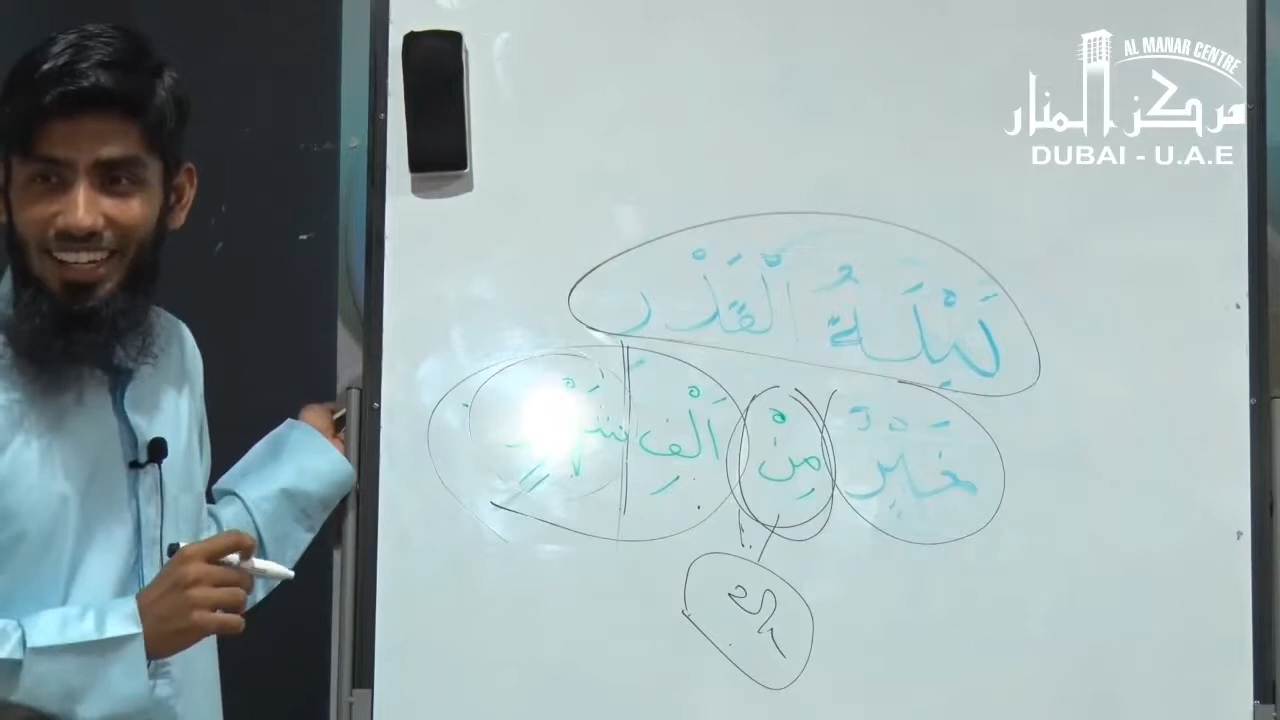 AL MANAR CENTRE
مركز المنار
DUBAI - U.A.E
لَيْلَةُ الْقَدْرِ
خَيْرٌ مِنْ أَلْفِ شَهْرٍ